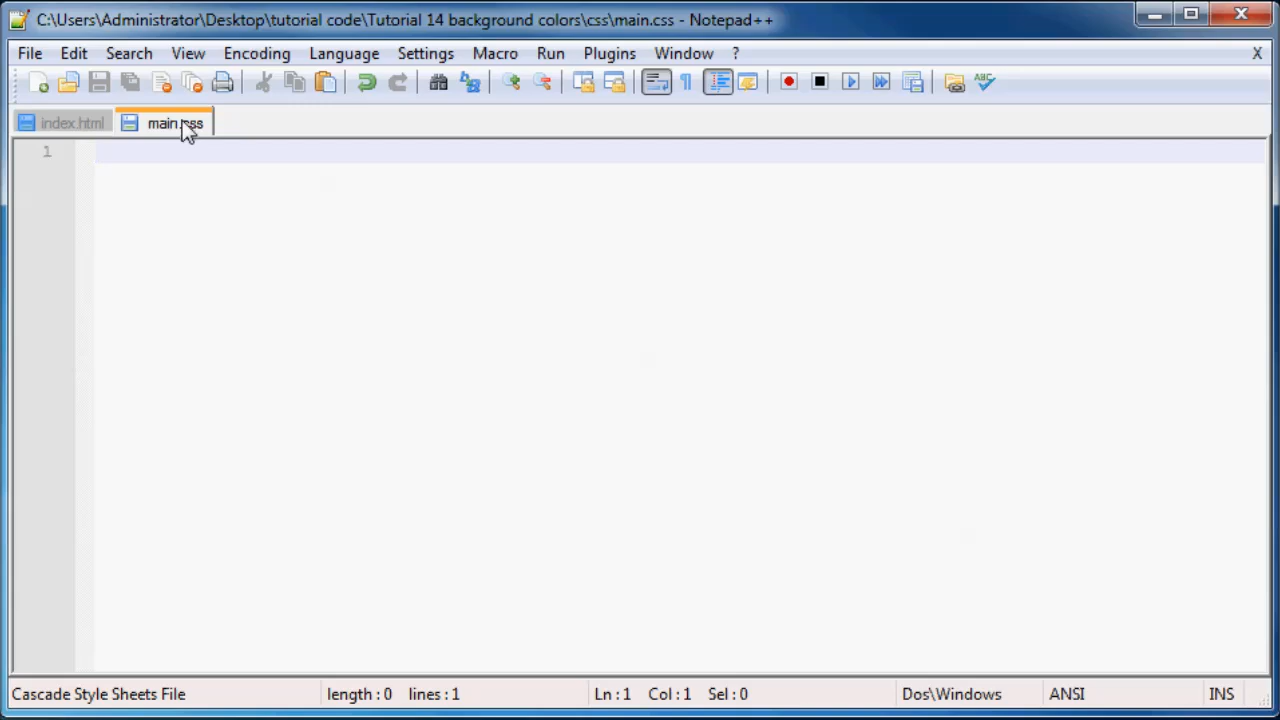 C:\Users\Administrator\Desktop\tutorial code\Tutorial 14 background colors\css\main.css - Notepad++
File Edit Search View Encoding Language Settings Macro Run Plugins Window ? X
ABC
index.html main.css
1
Cascade Style Sheets File length : 0 lines : 1 Ln : 1 Col : 1 Sel : 0 Dos\Windows ANSI INS